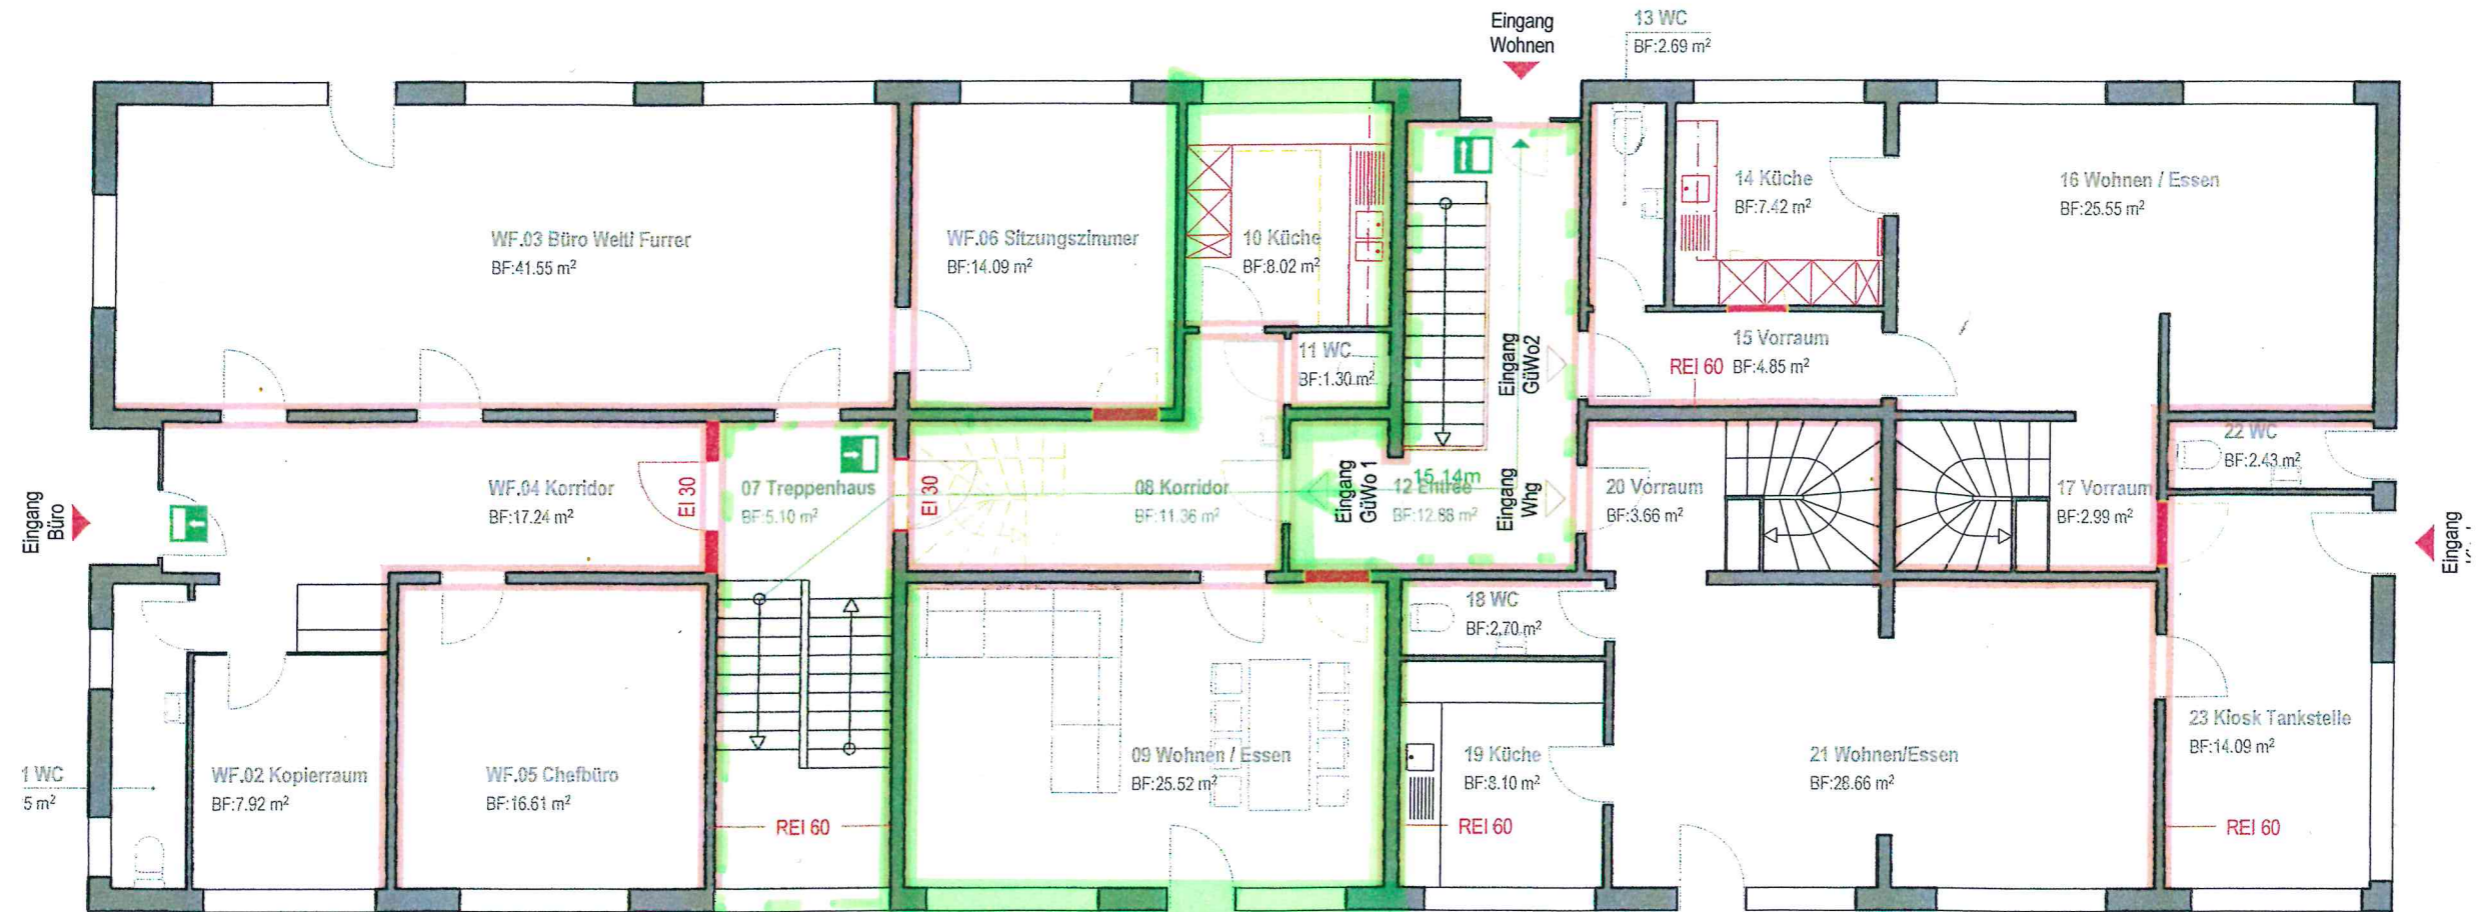 Eingang
Wohnen
13 WC
BF:2.69 m²
WF.03 Büro Welti Furrer
BF:41.55 m²
WF.06 Sitzungszimmer
BF:14.09 m²
10 Küche
BF:8.02 m²
14 Küche
BF:7.42 m²
16 Wohnen / Essen
BF:25.55 m²
11 WC
BF:1.30 m²
Eingang
GüWo2
15 Vorraum
REI 60
BF:4.85 m²
Eingang
Büro
WF.04 Korridor
BF:17.24 m²
EI 30
07 Treppenhaus
BF:5.10 m²
EI 30
08 Korridor
BF:11.36 m²
Eingang
GüWo 1
15.14m
12 Entrée
BF:12.88 m²
Eingang
Whg
20 Vorraum
BF:3.66 m²
17 Vorraum
BF:2.99 m²
22 WC
BF:2.43 m²
Eingang
18 WC
BF:2.70 m²
1 WC
5 m²
WF.02 Kopierraum
BF:7.92 m²
WF.05 Chefbüro
BF:16.61 m²
REI 60
09 Wohnen / Essen
BF:25.52 m²
19 Küche
BF:8.10 m²
REI 60
21 Wohnen/Essen
BF:28.66 m²
23 Kiosk Tankstelle
BF:14.09 m²
REI 60